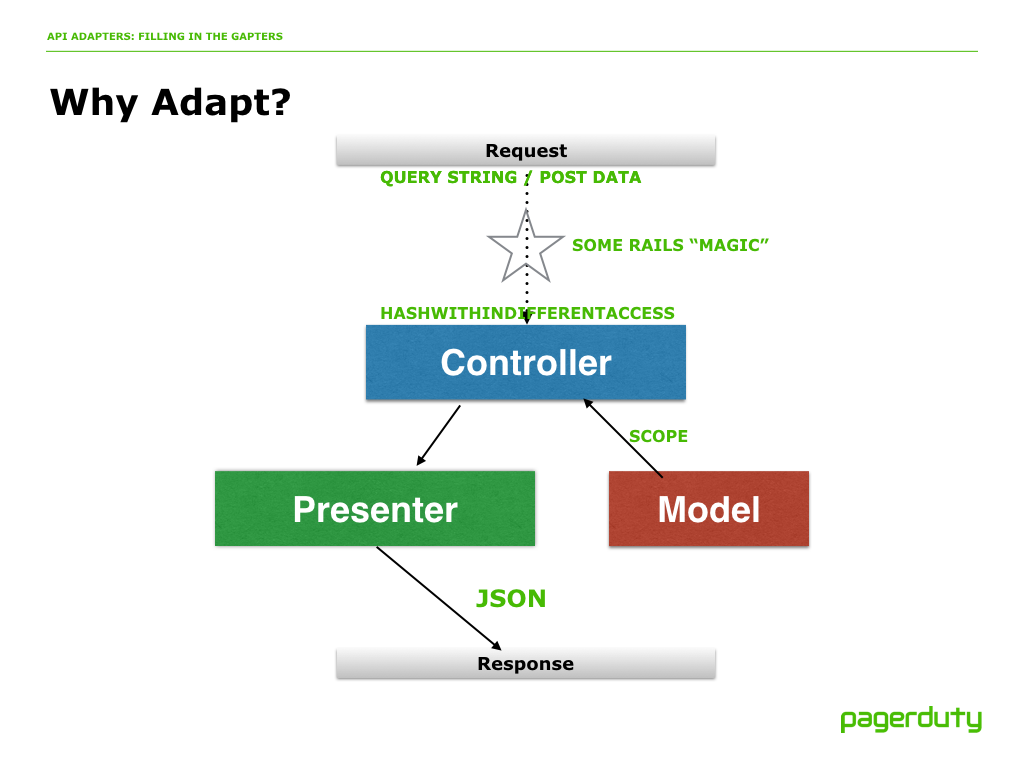 API ADAPTERS: FILLING IN THE GAPTERS
Why Adapt?
Request
QUERY STRING / POST DATA
SOME RAILS “MAGIC”
HASHWITHINDIFFERENTACCESS
Controller
SCOPE
Presenter
Model
JSON
Response
pagerduty